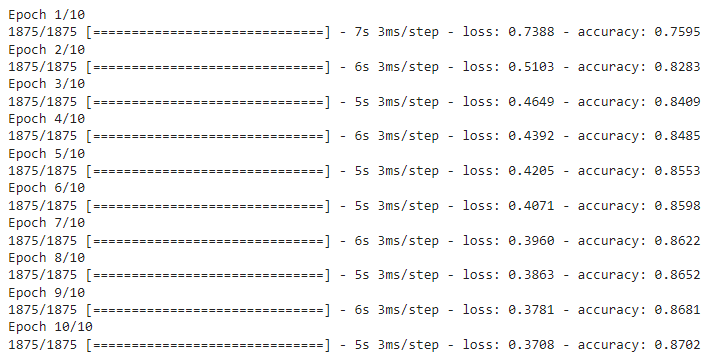 Epoch 1/10
1875/1875 [==============================] - 7s 3ms/step - loss: 0.7388 - accuracy: 0.7595
Epoch 2/10
1875/1875 [==============================] - 6s 3ms/step - loss: 0.5103 - accuracy: 0.8283
Epoch 3/10
1875/1875 [==============================] - 5s 3ms/step - loss: 0.4649 - accuracy: 0.8409
Epoch 4/10
1875/1875 [==============================] - 6s 3ms/step - loss: 0.4392 - accuracy: 0.8485
Epoch 5/10
1875/1875 [==============================] - 5s 3ms/step - loss: 0.4205 - accuracy: 0.8553
Epoch 6/10
1875/1875 [==============================] - 5s 3ms/step - loss: 0.4071 - accuracy: 0.8598
Epoch 7/10
1875/1875 [==============================] - 6s 3ms/step - loss: 0.3960 - accuracy: 0.8622
Epoch 8/10
1875/1875 [==============================] - 5s 3ms/step - loss: 0.3863 - accuracy: 0.8652
Epoch 9/10
1875/1875 [==============================] - 6s 3ms/step - loss: 0.3781 - accuracy: 0.8681
Epoch 10/10
1875/1875 [==============================] - 5s 3ms/step - loss: 0.3708 - accuracy: 0.8702